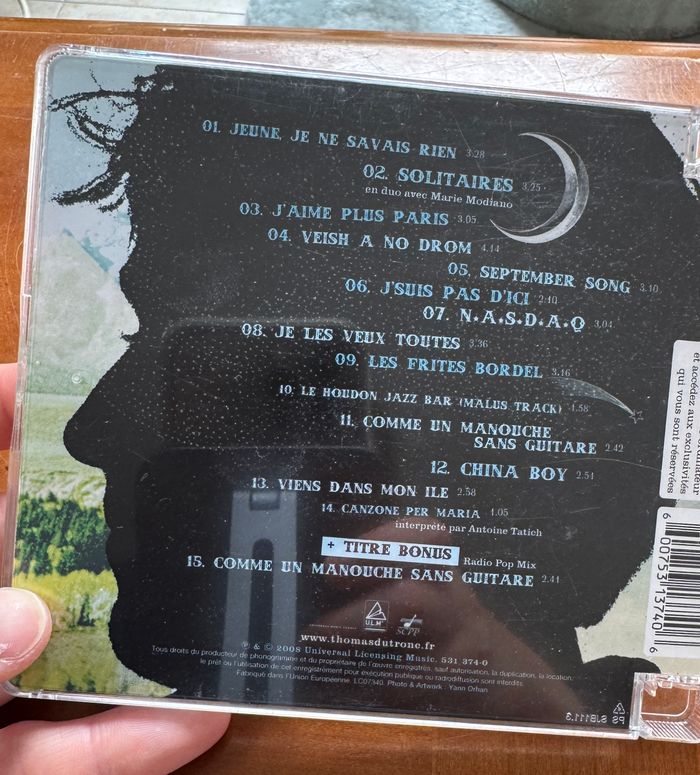 01. JEUNE, JE NE SAVAIS RIEN 3.28
02. SOLITAIRES 3.25
en duo avec Marie Modiano
03. J'AIME PLUS PARIS 3.05
04. VEISH A NO DROM 4.14
05. SEPTEMBER SONG 3.10
06. J'SUIS PAS D'ICI 2.40
07. N.A.S.D.A.Q 3.04
08. JE LES VEUX TOUTES 3.36
09. LES FRITES BORDEL 3.16
10. LE HOUDON JAZZ BAR (MALUS TRACK) 1.58
11. COMME UN MANOUCHE
SANS GUITARE 2.42
12. CHINA BOY 2.51
13. VIENS DANS MON ILE 2.58
14. CANZONE PER MARIA 1.05
interprété par Antoine Tatich
+ TITRE BONUS Radio Pop Mix
15. COMME UN MANOUCHE SANS GUITARE 2.41
U.L.M SCPP
www.thomasdutronc.fr
℗ & © 2008 Universal Licensing Music. 531 374-0
Tous droits du producteur de phonogramme et du propriétaire de l'œuvre enregistrés, sauf autorisation, la duplication, la location,
le prêt ou l'utilisation de cet enregistrement pour exécution publique ou radiodiffusion sont interdits.
Fabriqué dans l'Union Européenne. LC07340. Photo & Artwork : Yann Orhan
et accédez aux exclusivités
qui vous sont réservées
6 00753 13740 6
PS SJB111.3